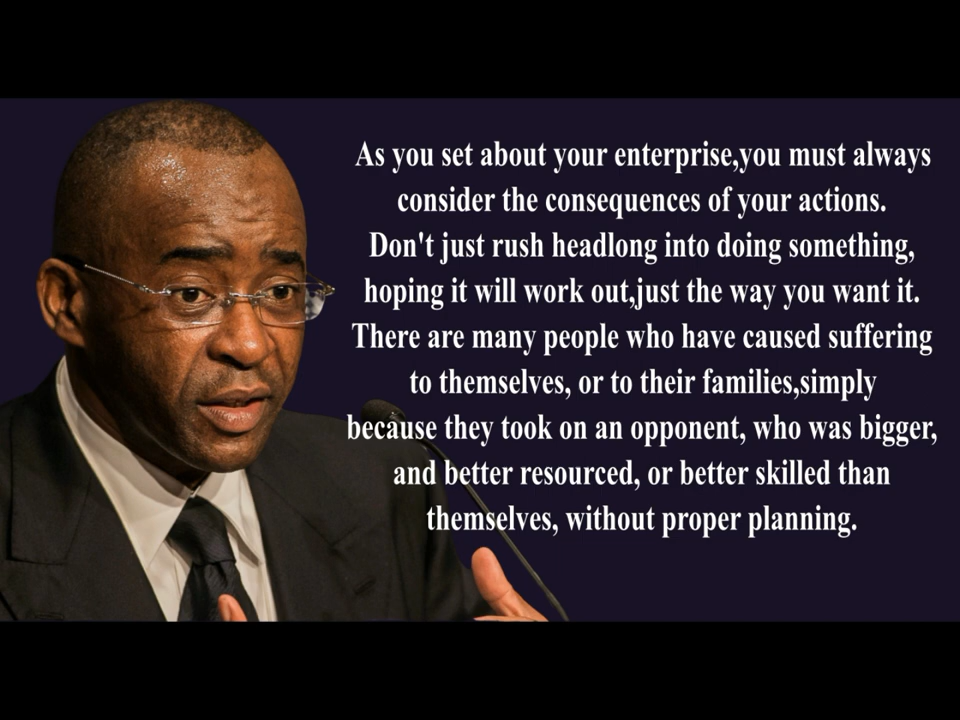 As you set about your enterprise,you must always
consider the consequences of your actions.
Don't just rush headlong into doing something,
hoping it will work out,just the way you want it.
There are many people who have caused suffering
to themselves, or to their families,simply
because they took on an opponent, who was bigger,
and better resourced, or better skilled than
themselves, without proper planning.